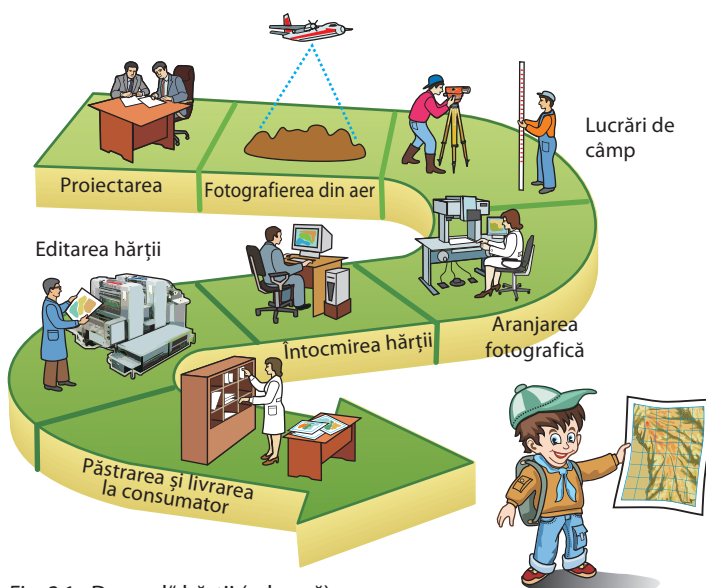 Proiectarea
Fotografierea din aer
Lucrări de
câmp
Aranjarea
fotografică
Întocmirea hărții
Editarea hărții
Păstrarea și livrarea
la consumator